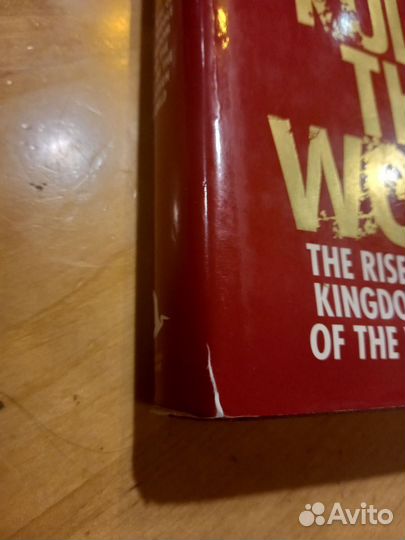 TH
WO
THE RISE
KINGDO
OF THE
Avito